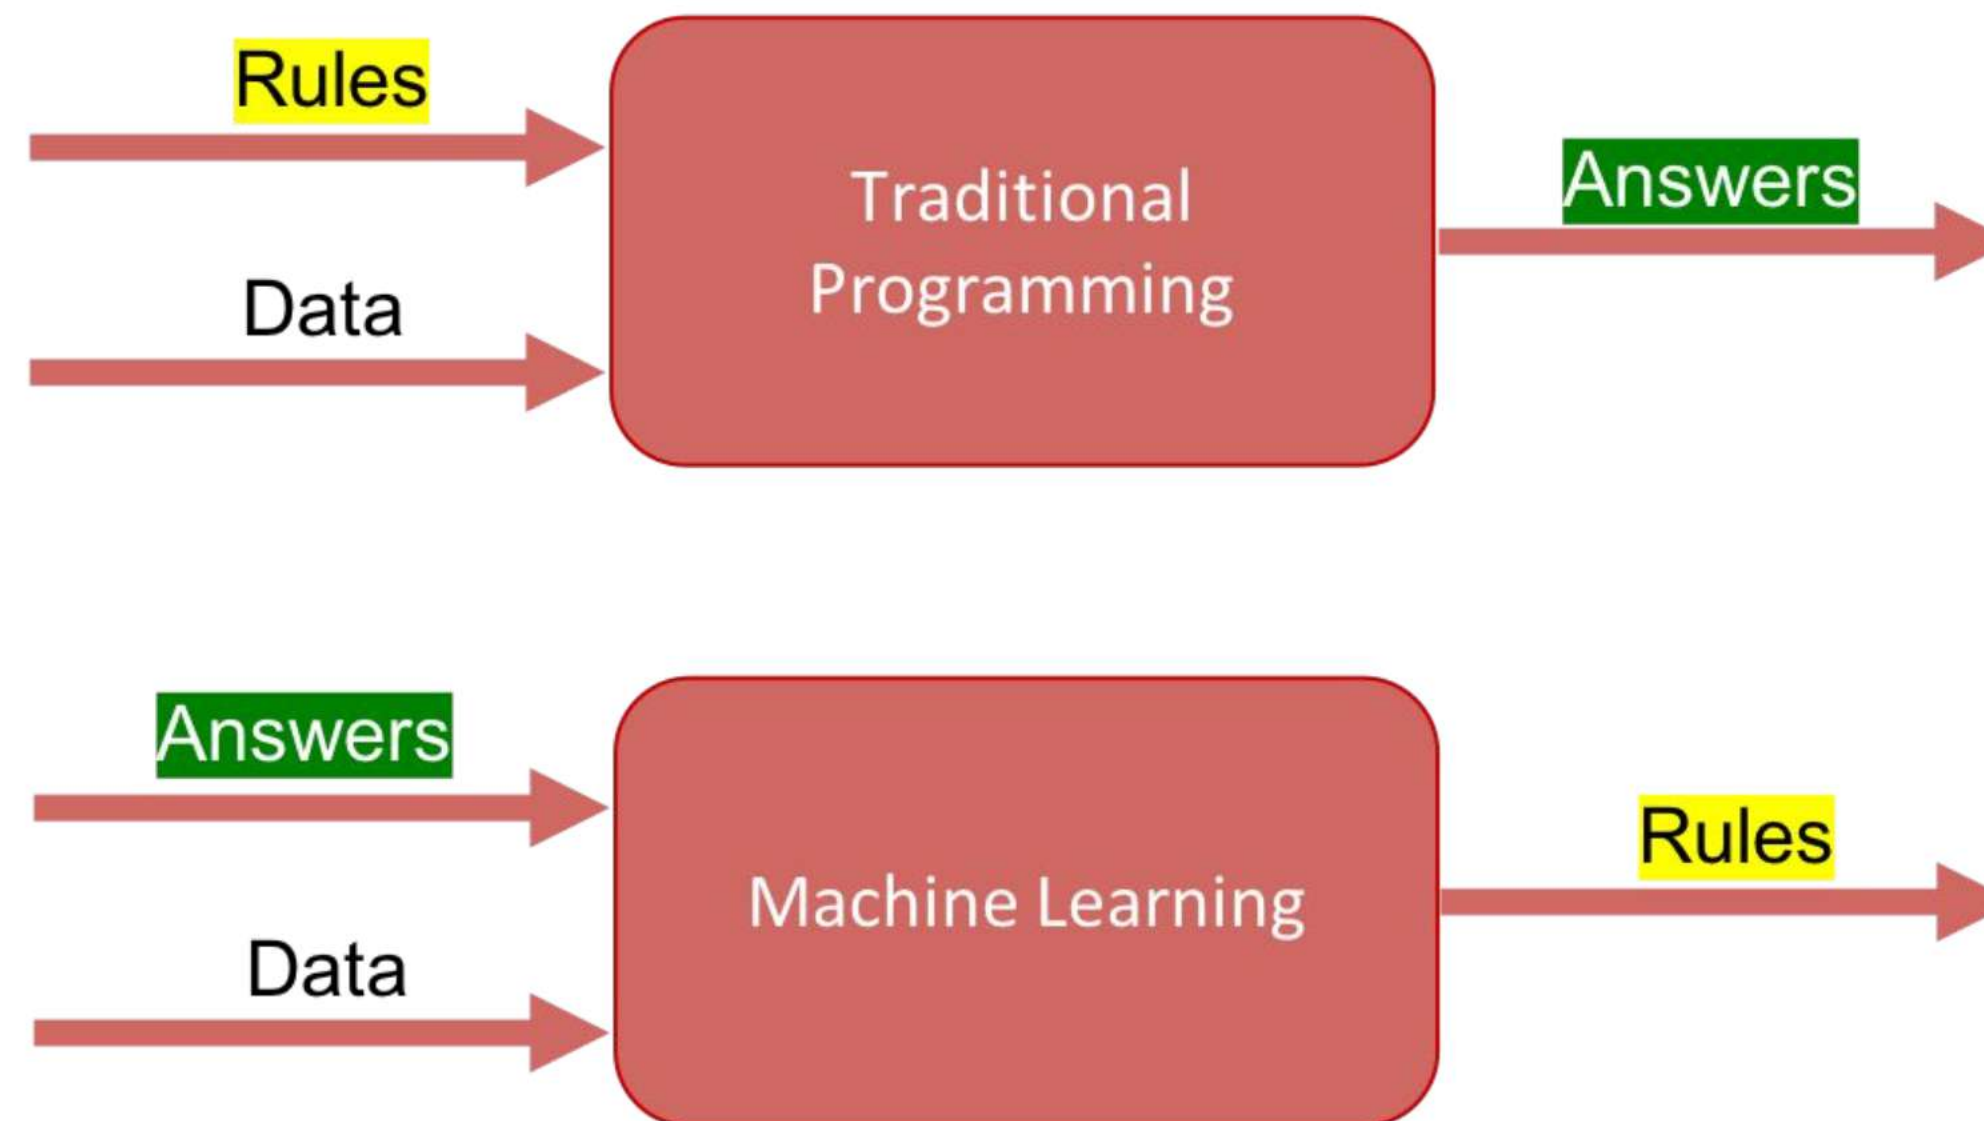 Rules
Data
Traditional
Programming
Answers
Answers
Data
Machine Learning
Rules